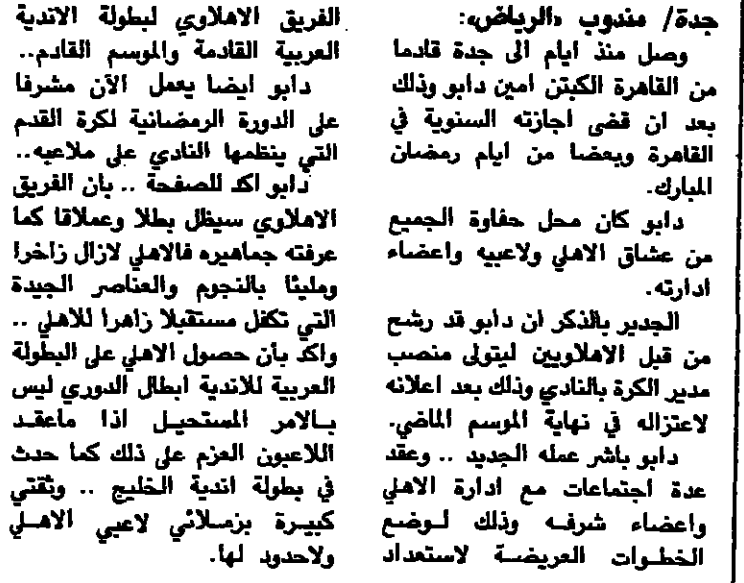 جدة/ مندوب «الرياض»:
وصل منذ ايام الى جدة قادما
من القاهرة الكبتن امين دابو وذلك
بعد ان قضى اجازته السنوية في
القاهرة وبعضا من ايام رمضان
المبارك.
دابو كان محل حفاوة الجميع
من عشاق الاهلي ولاعبيه واعضاء
ادارته.
الجدير بالذكر ان دابو قد رشح
من قبل الاهلاويين ليتولى منصب
مدير الكرة بالنادي وذلك بعد اعلانه
لاعتزاله في نهاية الموسم الماضي.
دابو باشر عمله الجديد .. وعقد
عدة اجتماعات مع ادارة الاهلي
واعضاء شرفه وذلك لوضع
الخطوات العريضة لاستعداد
الفريق الاهلاوي لبطولة الاندية
العربية القادمة والموسم القادم..
دابو ايضا يعمل الآن مشرفا
على الدورة الرمضانية لكرة القدم
التي ينظمها النادي على ملاعبه..
دابو اكد للصفحة .. بان الفريق
الاهلاوي سيظل بطلا وعملاقا كما
عرفته جماهيره فالاهلي لازال زاخرا
ومليئا بالنجوم والعناصر الجيدة
التي تكفل مستقبلا زاهرا للاهلي ..
واكد بأن حصول الاهلي على البطولة
العربية للاندية ابطال الدوري ليس
بالامر المستحيل اذا ماعقد
اللاعبون العزم على ذلك كما حدث
في بطولة اندية الخليج .. وثقتي
كبيرة بزملائي لاعبي الاهلي
ولاحدود لها.